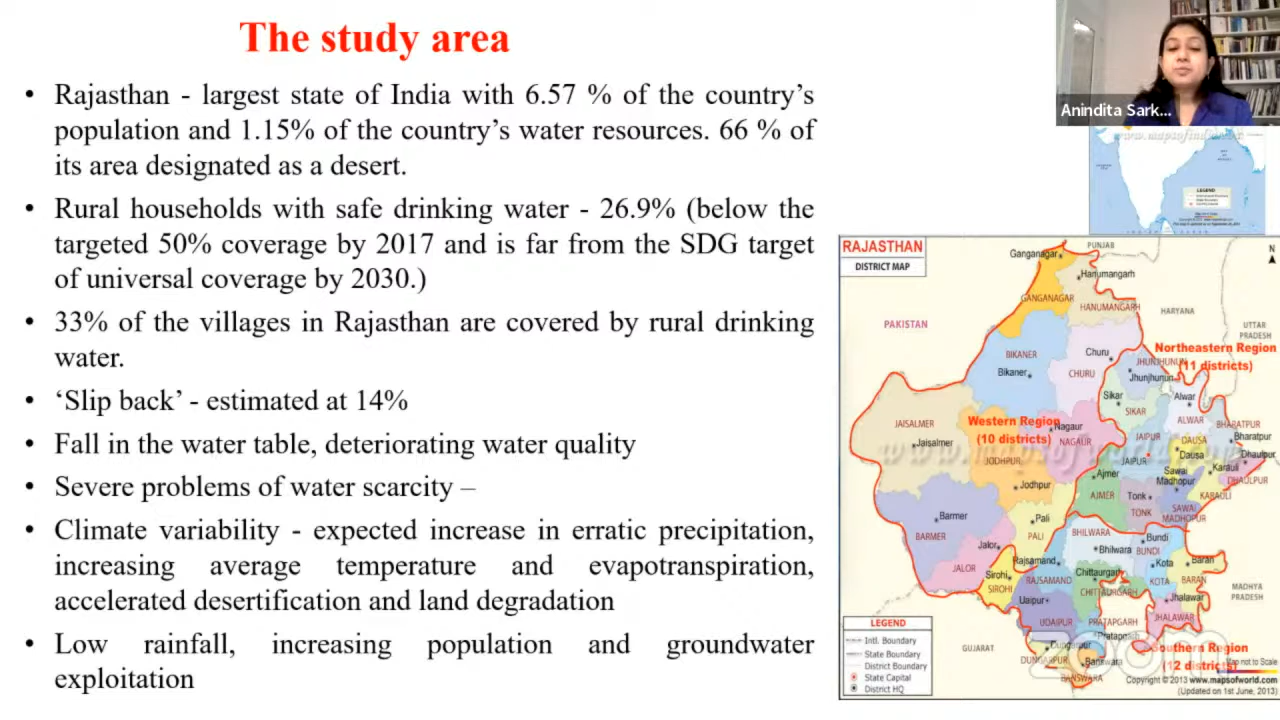 The study area
• Rajasthan - largest state of India with 6.57 % of the country's
population and 1.15% of the country's water resources. 66 % of
its area designated as a desert.
• Rural households with safe drinking water - 26.9% (below the
targeted 50% coverage by 2017 and is far from the SDG target
of universal coverage by 2030.)
• 33% of the villages in Rajasthan are covered by rural drinking
water.
• 'Slip back' - estimated at 14%
• Fall in the water table, deteriorating water quality
• Severe problems of water scarcity –
• Climate variability - expected increase in erratic precipitation,
increasing average temperature and evapotranspiration,
accelerated desertification and land degradation
• Low rainfall, increasing population and groundwater
exploitation
Anindita Sark...
LEGEND
RAJASTHAN
DISTRICT MAP
N
PUNJAB
Ganganagar
Hanumangarh
GANGANAGAR
HANUMANGARH
HARYANA
PAKISTAN
UTTAR
PRADESH
Northeastern Region
(11 districts)
BIKANER
Churu
JHUNJHUNUN
Bikaner
CHURU
Jhunjhunun
Sikar
Alwar
SIKAR
JAISALMER
Western Region
(10 districts)
Nagaur
NAGAUR
ALWAR
BHARATPUR
Jaisalmer
JAIPUR
DAUSA
Bharatpur
JODHPUR
JAIPUR
Dausa
Dhaulpur
Ajmer
Sawai
Madhopur
Karauli
DHAULPUR
Jodhpur
AJMER
Tonk
KARAULI
Barmer
Pali
TONK
SAWAI
MADHOPUR
BARMER
PALI
BHILWARA
Bundi
Jalor
Bhilwara
BUNDI
JALOR
Rajsamand
Kota
Baran
Sirohi
RAJSAMAND
Chittaurgarh
KOTA
BARAN
SIROHI
CHITTAURGARH
MADHYA
PRADESH
Udaipur
Jhalawar
UDAIPUR
PRATAPGARH
JHALAWAR
Pratapgarh
GUJARAT
Dungarpur
DUNGARPUR
Banswara
BANSWARA
Southern Region
(12 districts)
Map not to Scale
LEGEND
Intl. Boundary
State Boundary
District Boundary
State Capital
District HQ
zoom
Copyright © 2013 www.mapsofworld.com
(Updated on 1st June, 2013)